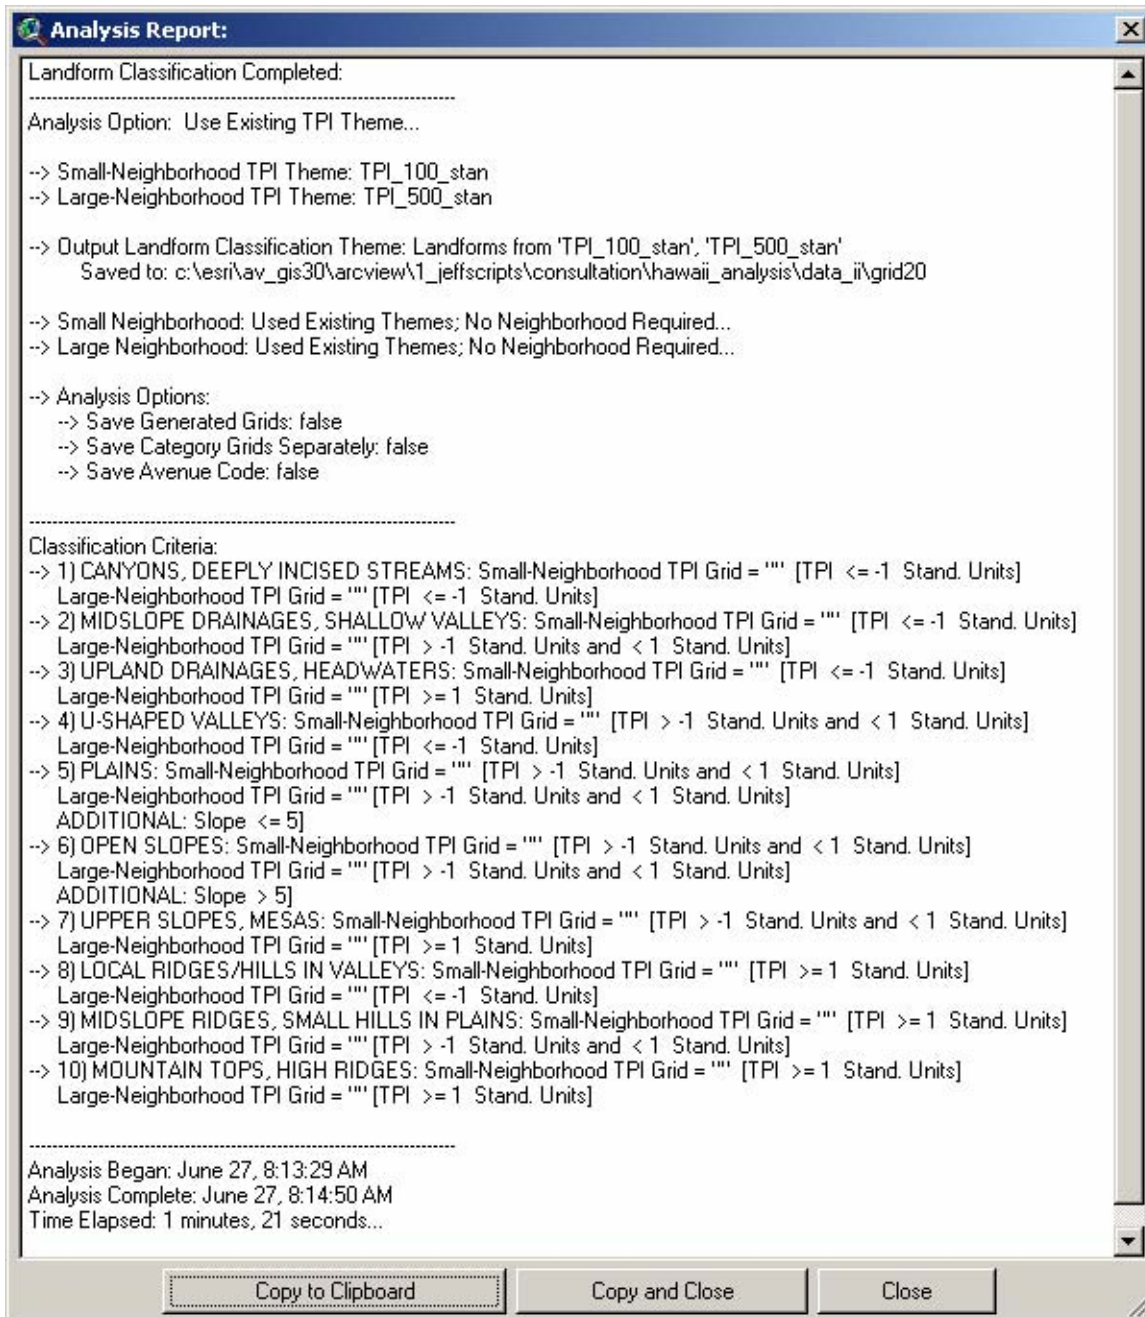 Analysis Report:
Landform Classification Completed:
-----------------------------------------------------------------------
Analysis Option:  Use Existing TPI Theme...
--> Small-Neighborhood TPI Theme: TPI_100_stan
--> Large-Neighborhood TPI Theme: TPI_500_stan
--> Output Landform Classification Theme: Landforms from 'TPI_100_stan', 'TPI_500_stan'
Saved to: c:\esri\av_gis30\arcview\1_jeffscripts\consultation\hawaii_analysis\data_ii\grid20
--> Small Neighborhood: Used Existing Themes; No Neighborhood Required...
--> Large Neighborhood: Used Existing Themes; No Neighborhood Required...
--> Analysis Options:
--> Save Generated Grids: false
--> Save Category Grids Separately: false
--> Save Avenue Code: false
-----------------------------------------------------------------------
Classification Criteria:
--> 1) CANYONS, DEEPLY INCISED STREAMS: Small-Neighborhood TPI Grid = "" [TPI <= -1 Stand. Units]
Large-Neighborhood TPI Grid = "" [TPI <= -1 Stand. Units]
--> 2) MIDSLOPE DRAINAGES, SHALLOW VALLEYS: Small-Neighborhood TPI Grid = "" [TPI <= -1 Stand. Units]
Large-Neighborhood TPI Grid = "" [TPI > -1 Stand. Units and < 1 Stand. Units]
--> 3) UPLAND DRAINAGES, HEADWATERS: Small-Neighborhood TPI Grid = "" [TPI <= -1 Stand. Units]
Large-Neighborhood TPI Grid = "" [TPI >= 1 Stand. Units]
--> 4) U-SHAPED VALLEYS: Small-Neighborhood TPI Grid = "" [TPI > -1 Stand. Units and < 1 Stand. Units]
Large-Neighborhood TPI Grid = "" [TPI <= -1 Stand. Units]
--> 5) PLAINS: Small-Neighborhood TPI Grid = "" [TPI > -1 Stand. Units and < 1 Stand. Units]
Large-Neighborhood TPI Grid = "" [TPI > -1 Stand. Units and < 1 Stand. Units]
ADDITIONAL: Slope <= 5]
--> 6) OPEN SLOPES: Small-Neighborhood TPI Grid = "" [TPI > -1 Stand. Units and < 1 Stand. Units]
Large-Neighborhood TPI Grid = "" [TPI > -1 Stand. Units and < 1 Stand. Units]
ADDITIONAL: Slope > 5]
--> 7) UPPER SLOPES, MESAS: Small-Neighborhood TPI Grid = "" [TPI > -1 Stand. Units and < 1 Stand. Units]
Large-Neighborhood TPI Grid = "" [TPI >= 1 Stand. Units]
--> 8) LOCAL RIDGES/HILLS IN VALLEYS: Small-Neighborhood TPI Grid = "" [TPI >= 1 Stand. Units]
Large-Neighborhood TPI Grid = "" [TPI <= -1 Stand. Units]
--> 9) MIDSLOPE RIDGES, SMALL HILLS IN PLAINS: Small-Neighborhood TPI Grid = "" [TPI >= 1 Stand. Units]
Large-Neighborhood TPI Grid = "" [TPI > -1 Stand. Units and < 1 Stand. Units]
--> 10) MOUNTAIN TOPS, HIGH RIDGES: Small-Neighborhood TPI Grid = "" [TPI >= 1 Stand. Units]
Large-Neighborhood TPI Grid = "" [TPI >= 1 Stand. Units]
-----------------------------------------------------------------------
Analysis Began: June 27, 8:13:29 AM
Analysis Complete: June 27, 8:14:50 AM
Time Elapsed: 1 minutes, 21 seconds...
Copy to Clipboard
Copy and Close
Close